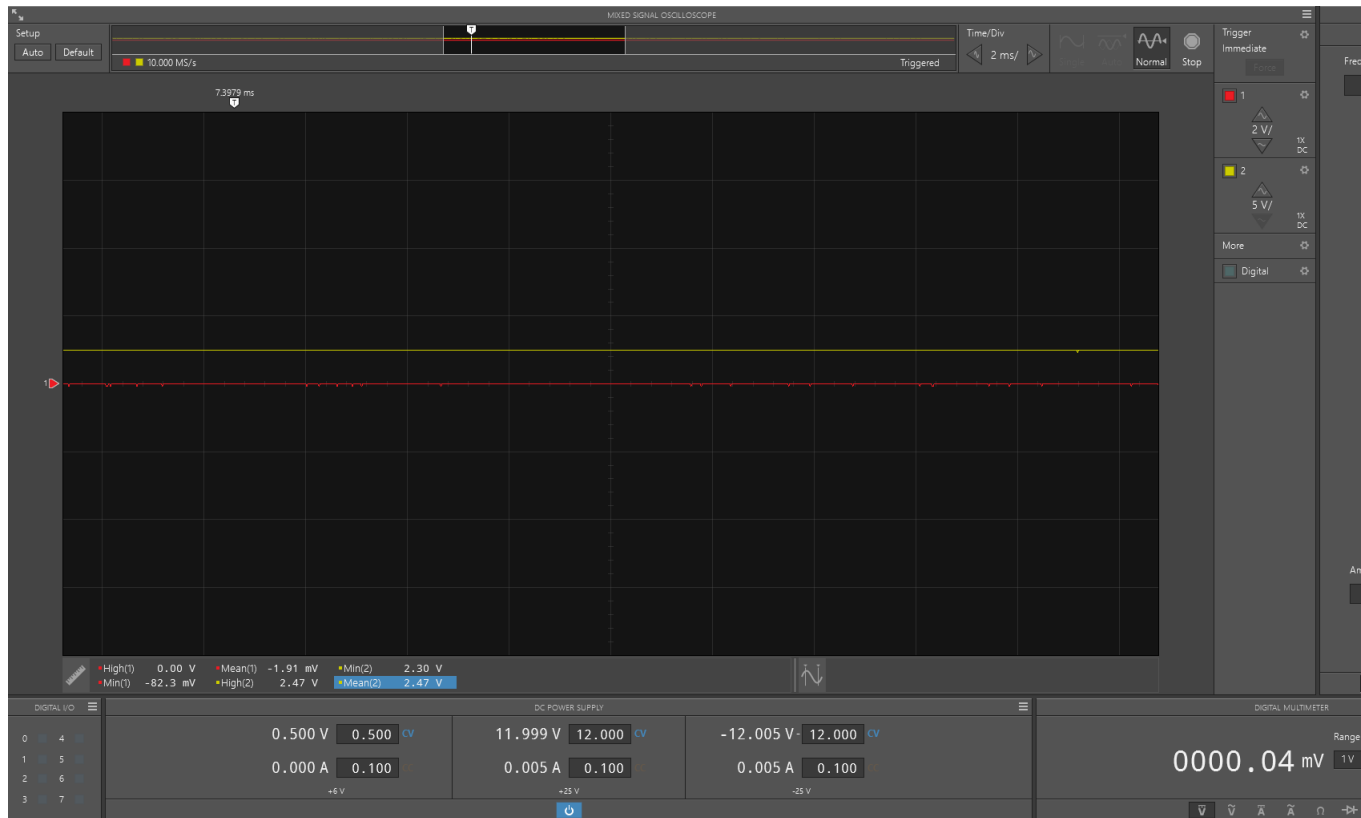 MIXED SIGNAL OSCILLOSCOPE
Setup
Auto Default
10.000 MS/s
Triggered
Time/Div
2 ms/
Normal Stop
Trigger
Immediate
Force
7.3979 ms
T
T
1
2 V/
1X
DC
2
5 V/
1X
DC
More
Digital
1
High(1) 0.00 V Mean(1) -1.91 mV Min(2) 2.30 V
Min(1) -82.3 mV High(2) 2.47 V Mean(2) 2.47 V
DIGITAL I/O
0 4
1 5
2 6
3 7
DC POWER SUPPLY
0.500 V 0.500 CV
0.000 A 0.100
+6 V
11.999 V 12.000 CV
0.005 A 0.100
+25 V
-12.005 V - 12.000 CV
0.005 A 0.100
-25 V
DIGITAL MULTIMETER
Range
0000.04 mV 1 V
V V A A Ω
Freq
Am